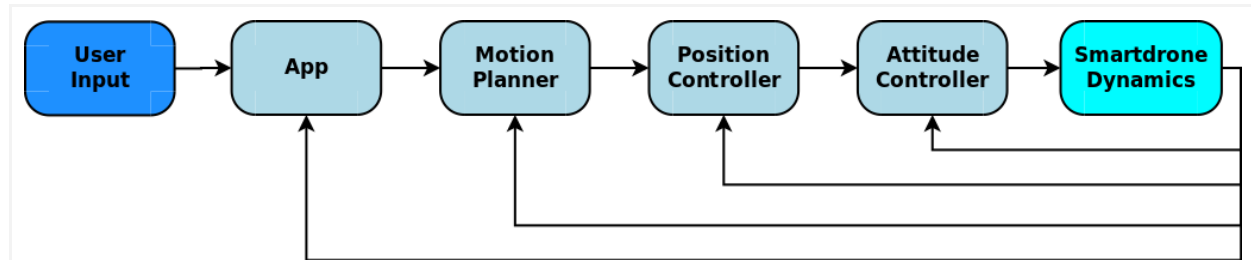 User
Input
App
Motion
Planner
Position
Controller
Attitude
Controller
Smartdrone
Dynamics